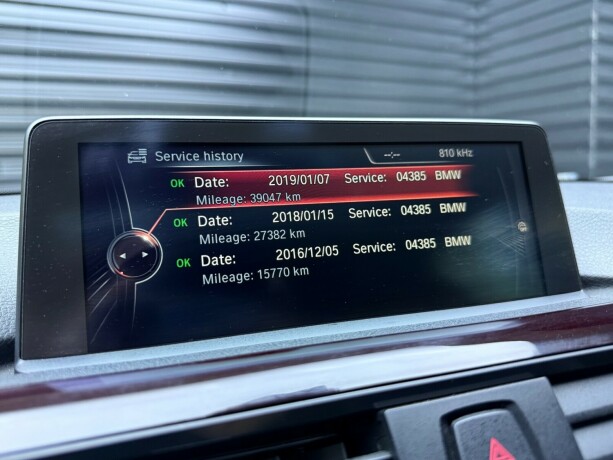 Service history --:-- 810 kHz
OK Date: 2019/01/07 Service: 04385 BMW
Mileage: 39047 km
OK Date: 2018/01/15 Service: 04385 BMW
Mileage: 27382 km
OK Date: 2016/12/05 Service: 04385 BMW
Mileage: 15770 km